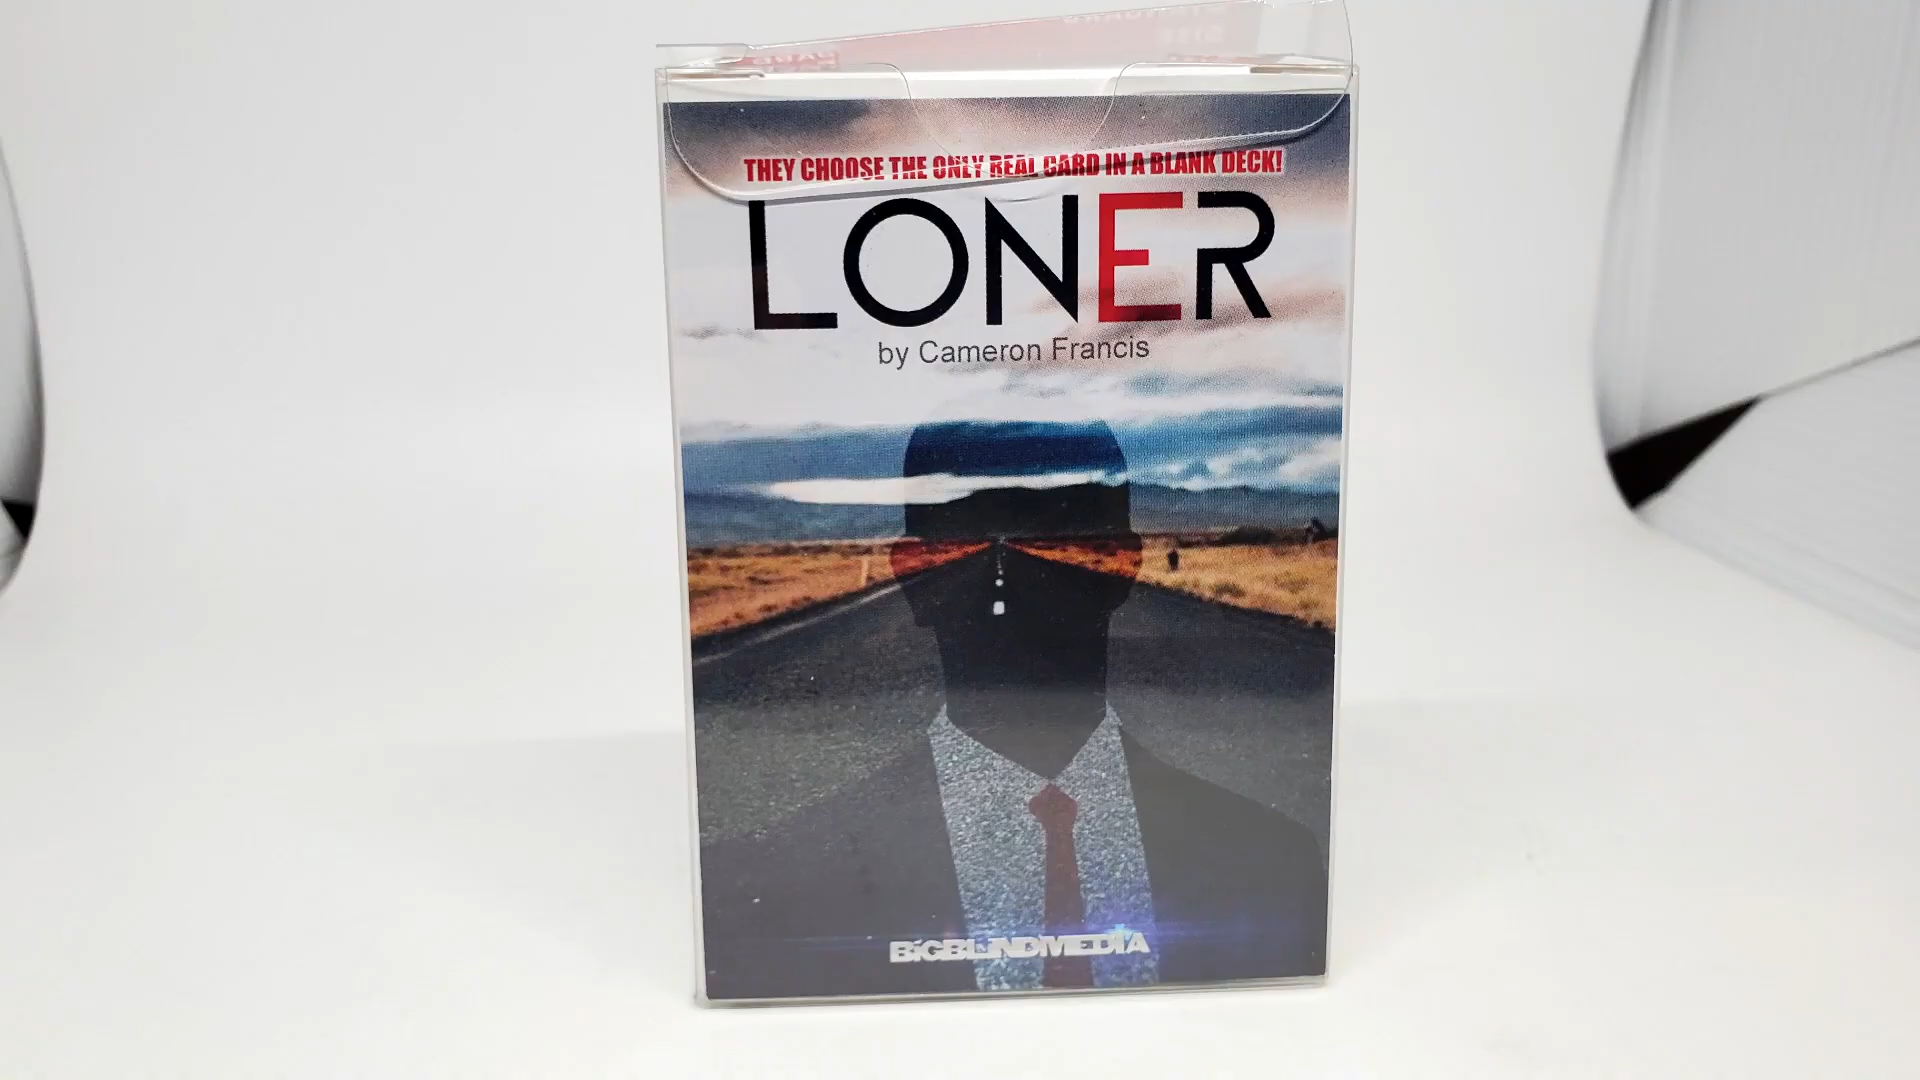 THEY CHOOSE THE ONLY REAL CARD IN A BLANK DECK!
LONER
by Cameron Francis
BIGBLINDMEDIA